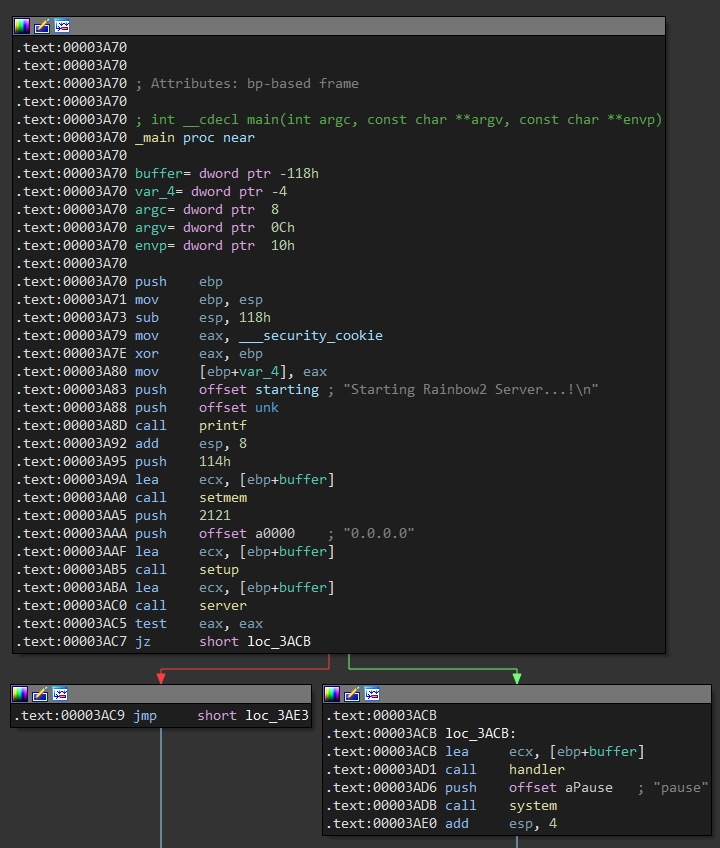 .text:00003A70
.text:00003A70
.text:00003A70 ; Attributes: bp-based frame
.text:00003A70
.text:00003A70 ; int __cdecl main(int argc, const char **argv, const char **envp)
.text:00003A70 _main proc near
.text:00003A70
.text:00003A70 buffer= dword ptr -118h
.text:00003A70 var_4= dword ptr -4
.text:00003A70 argc= dword ptr  8
.text:00003A70 argv= dword ptr  0Ch
.text:00003A70 envp= dword ptr  10h
.text:00003A70
.text:00003A70 push    ebp
.text:00003A71 mov     ebp, esp
.text:00003A73 sub     esp, 118h
.text:00003A79 mov     eax, ___security_cookie
.text:00003A7E xor     eax, ebp
.text:00003A80 mov     [ebp+var_4], eax
.text:00003A83 push    offset starting ; "Starting Rainbow2 Server...!\n"
.text:00003A88 push    offset unk
.text:00003A8D call    printf
.text:00003A92 add     esp, 8
.text:00003A95 push    114h
.text:00003A9A lea     ecx, [ebp+buffer]
.text:00003AA0 call    setmem
.text:00003AA5 push    2121
.text:00003AAA push    offset a0000    ; "0.0.0.0"
.text:00003AAF lea     ecx, [ebp+buffer]
.text:00003AB5 call    setup
.text:00003ABA lea     ecx, [ebp+buffer]
.text:00003AC0 call    server
.text:00003AC5 test    eax, eax
.text:00003AC7 jz      short loc_3ACB
.text:00003AC9 jmp     short loc_3AE3
.text:00003ACB
.text:00003ACB loc_3ACB:
.text:00003ACB lea     ecx, [ebp+buffer]
.text:00003AD1 call    handler
.text:00003AD6 push    offset aPause   ; "pause"
.text:00003ADB call    system
.text:00003AE0 add     esp, 4